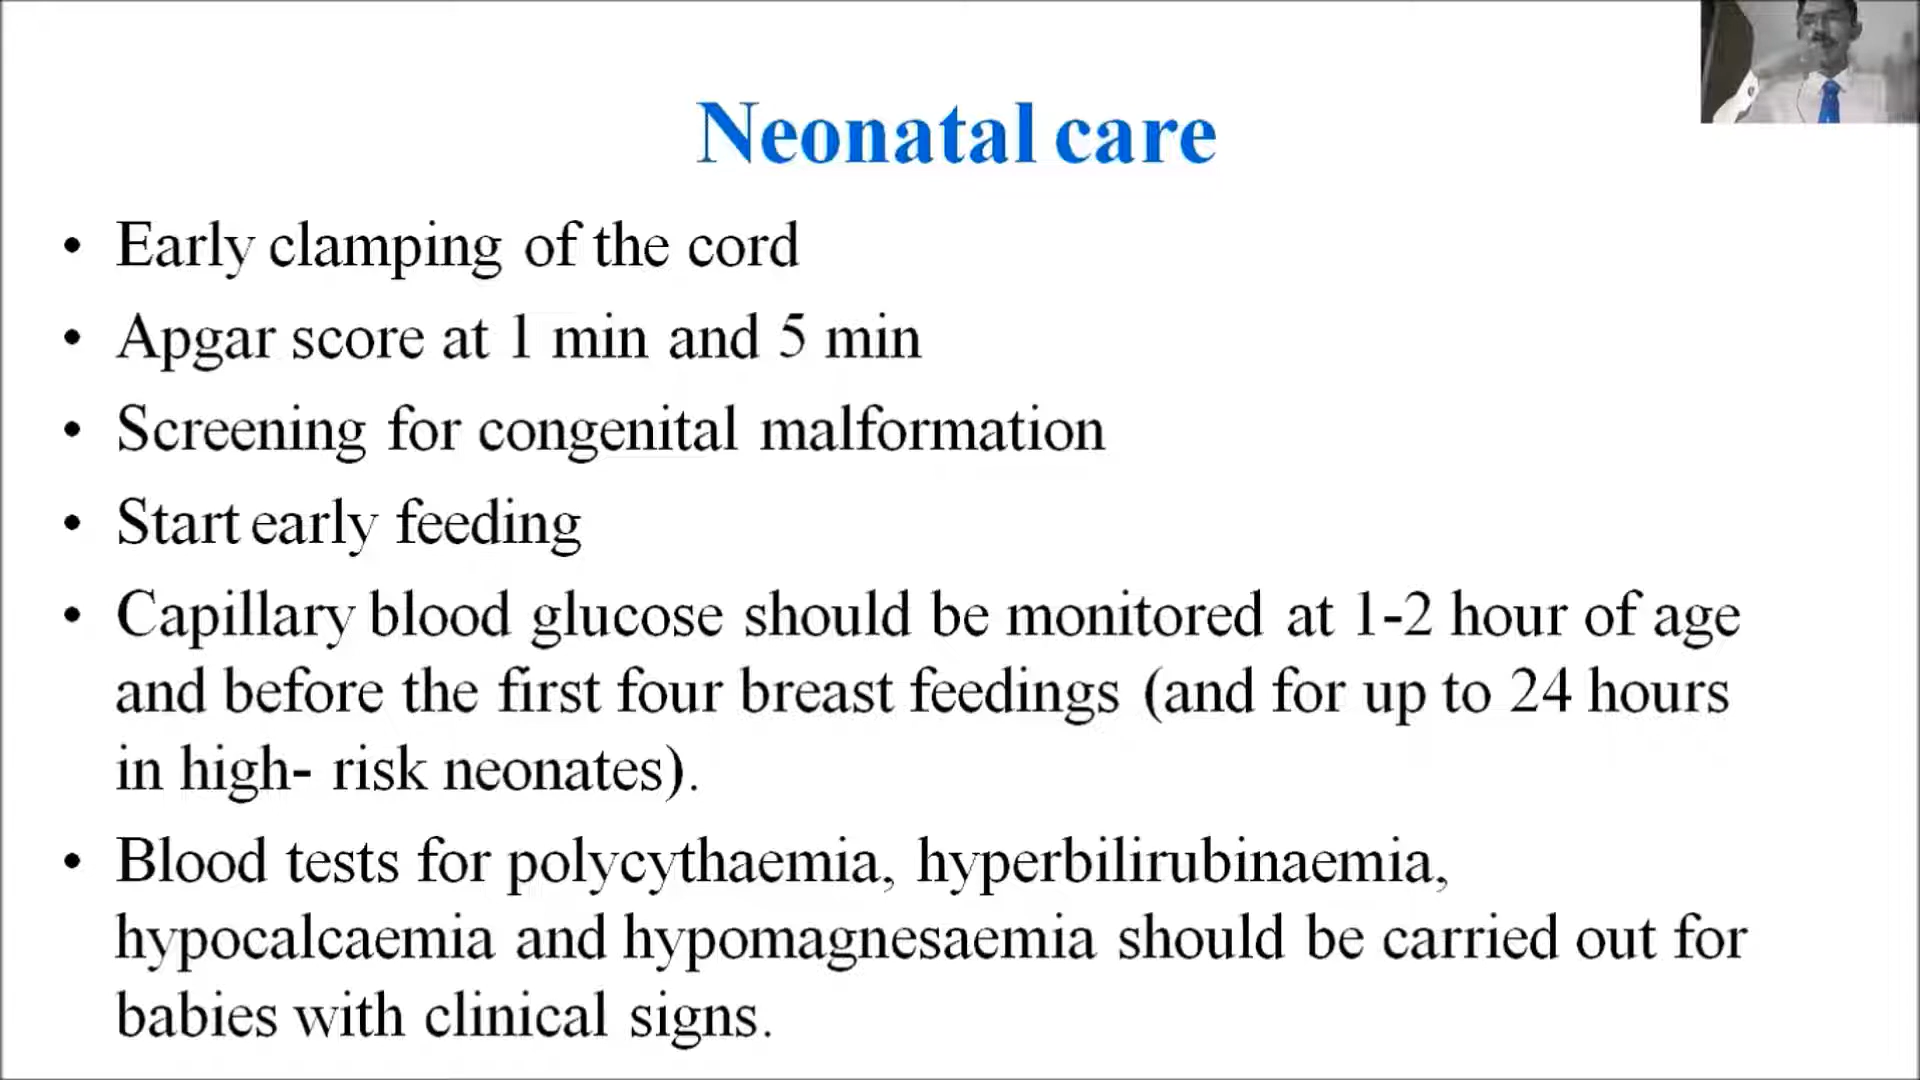 Neonatal care
• Early clamping of the cord
• Apgar score at 1 min and 5 min
• Screening for congenital malformation
• Start early feeding
• Capillary blood glucose should be monitored at 1-2 hour of age
and before the first four breast feedings (and for up to 24 hours
in high- risk neonates).
• Blood tests for polycythaemia, hyperbilirubinaemia,
hypocalcaemia and hypomagnesaemia should be carried out for
babies with clinical signs.